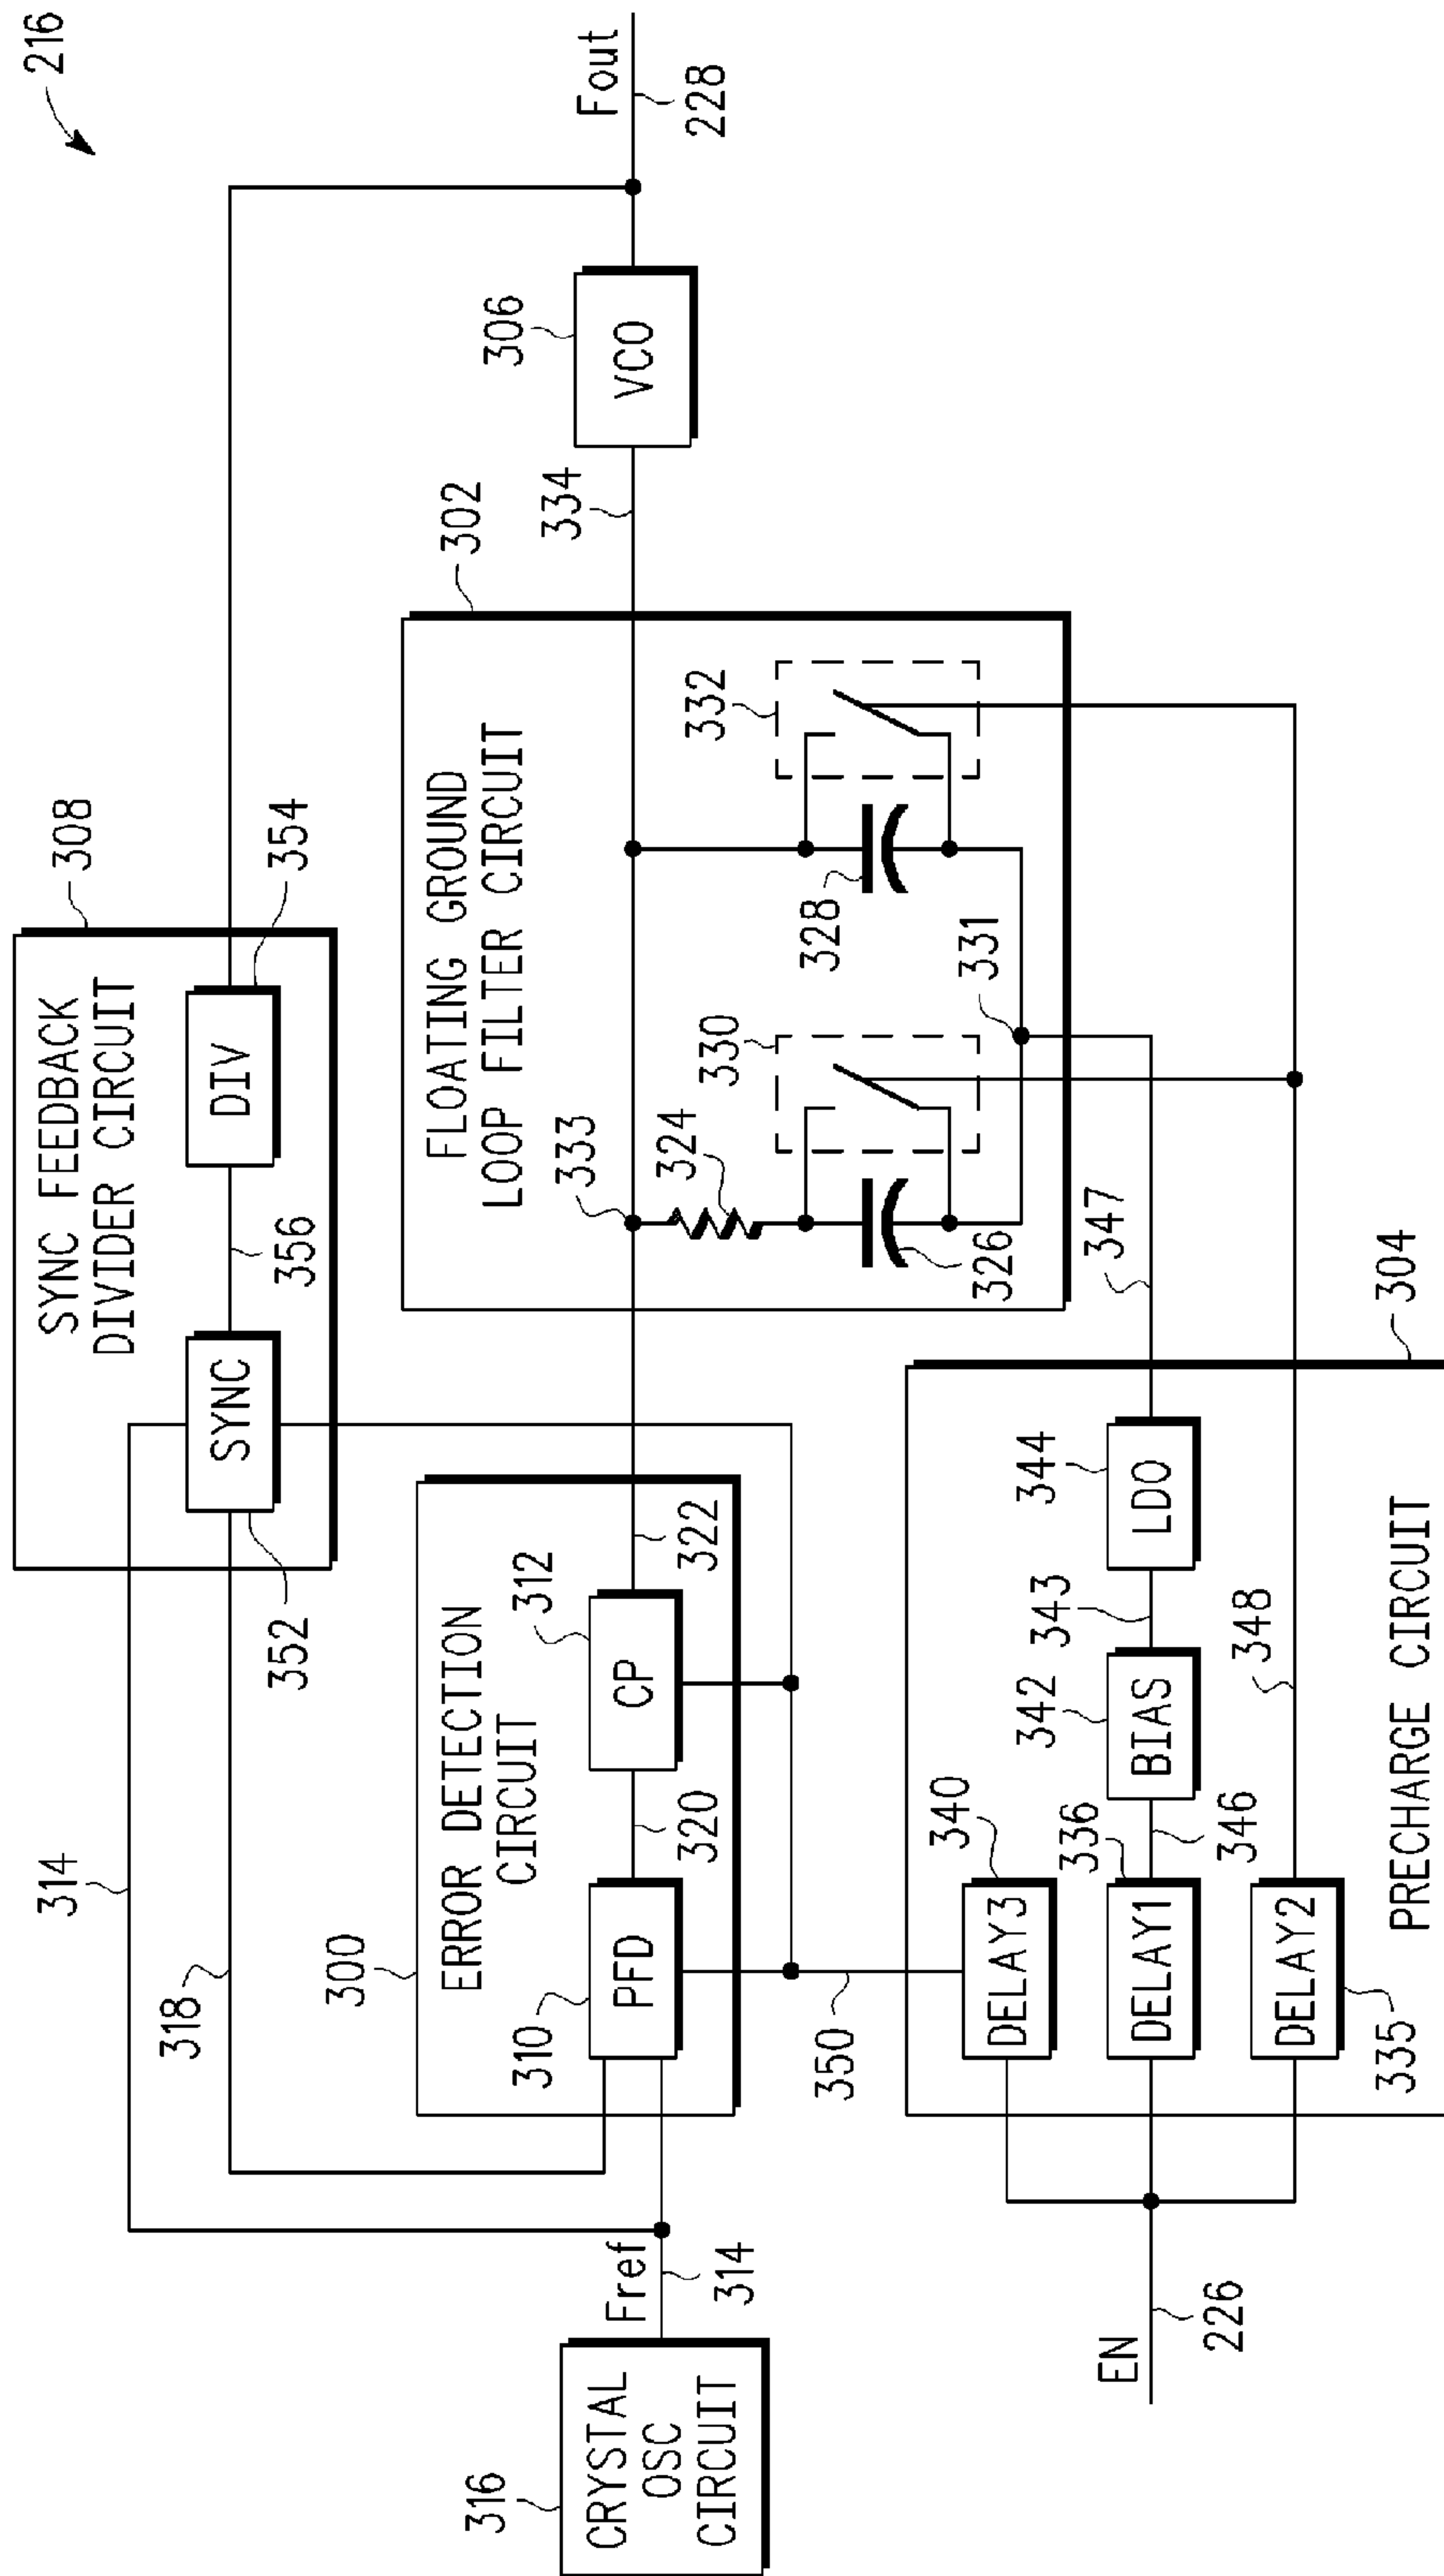 216
314
318
SYNC FEEDBACK
DIVIDER CIRCUIT
308
SYNC
352
356
DIV
354
Fout
228
300
ERROR DETECTION
CIRCUIT
310
PFD
320
312
CP
322
CRYSTAL
OSC
CIRCUIT
316
Fref
314
350
302
FLOATING GROUND
LOOP FILTER CIRCUIT
333
324
326
330
331
328
332
334
306
VCO
EN
226
340
DELAY3
336
DELAY1
346
342
BIAS
343
344
LDO
347
DELAY2
335
348
PRECHARGE CIRCUIT
304